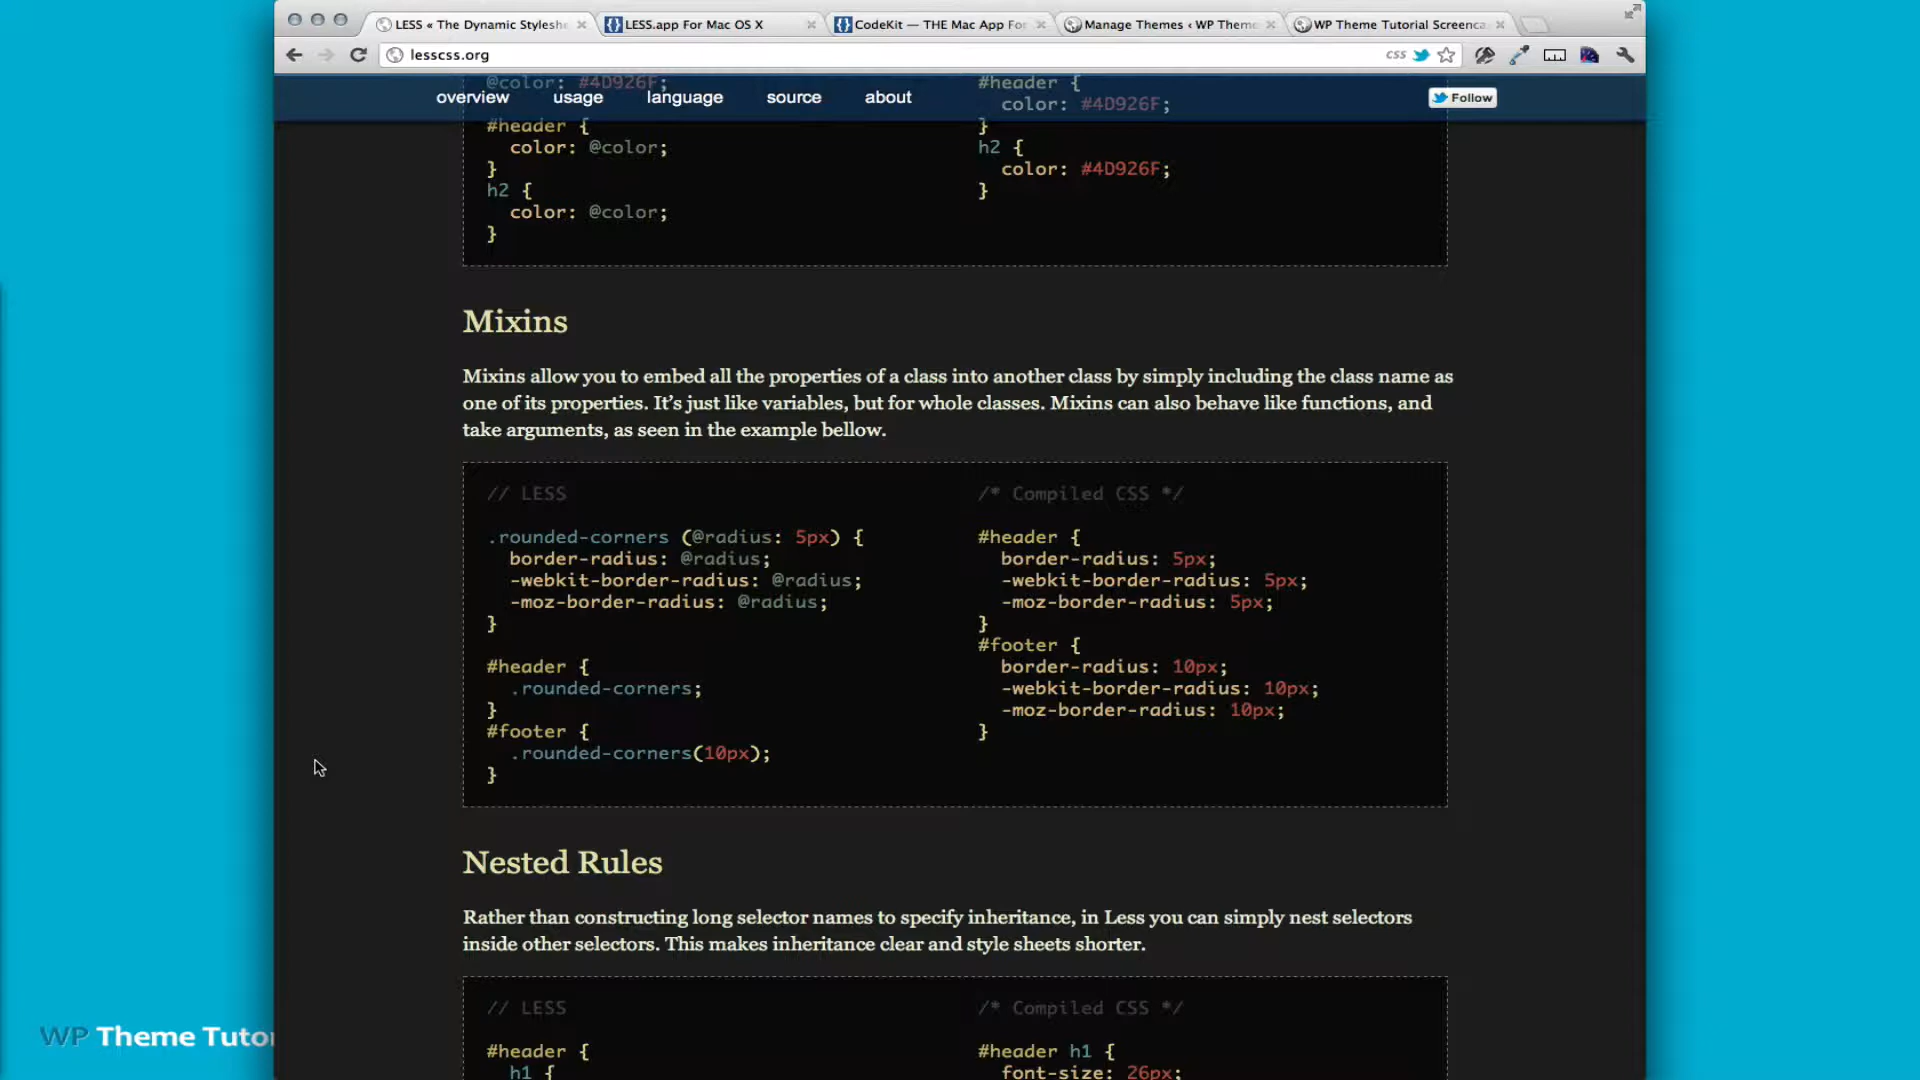 LESS « The Dynamic Stylesh
LESS.app For Mac OS X
CodeKit — THE Mac App For
Manage Themes ‹ WP Theme
WP Theme Tutorial Screenca
lesscss.org
css
@color: #4D926F;
#header {
overview
usage
language
source
about
Follow
color: #4D926F;
#header {
color: @color;
}
h2 {
color: @color;
}
}
h2 {
color: #4D926F;
}
Mixins
Mixins allow you to embed all the properties of a class into another class by simply including the class name as
one of its properties. It’s just like variables, but for whole classes. Mixins can also behave like functions, and
take arguments, as seen in the example bellow.
// LESS
.rounded-corners (@radius: 5px) {
border-radius: @radius;
-webkit-border-radius: @radius;
-moz-border-radius: @radius;
}
#header {
.rounded-corners;
}
#footer {
.rounded-corners(10px);
}
/* Compiled CSS */
#header {
border-radius: 5px;
-webkit-border-radius: 5px;
-moz-border-radius: 5px;
}
#footer {
border-radius: 10px;
-webkit-border-radius: 10px;
-moz-border-radius: 10px;
}
Nested Rules
Rather than constructing long selector names to specify inheritance, in Less you can simply nest selectors
inside other selectors. This makes inheritance clear and style sheets shorter.
// LESS
#header {
h1 {
/* Compiled CSS */
#header h1 {
font-size: 26px;
WP Theme Tutor